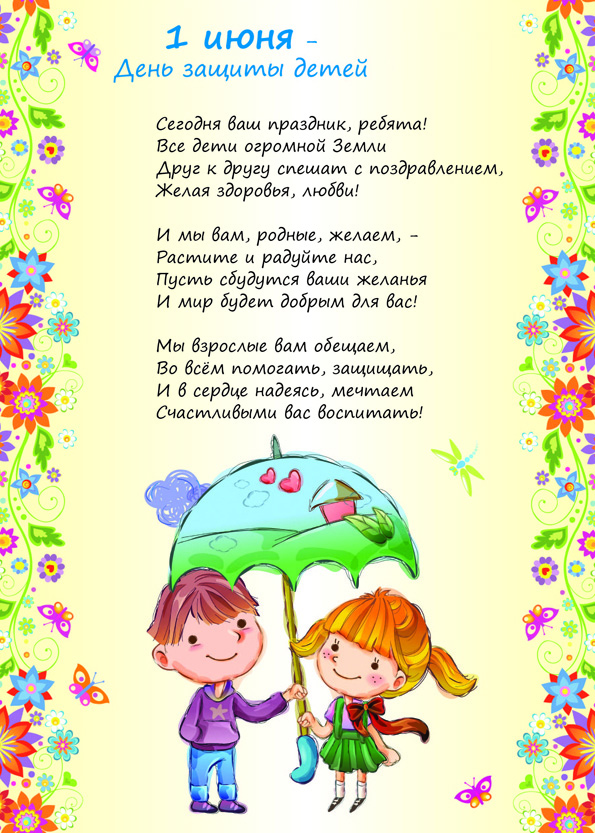 1 июня –
День защиты детей
Сегодня ваш праздник, ребята!
Все дети огромной Земли
Друг к другу спешат с поздравлением,
Желая здоровья, любви!
И мы вам, родные, желаем, -
Растите и радуйте нас,
Пусть сбудутся ваши желанья
И мир будет добрым для вас!
Мы взрослые вам обещаем,
Во всём помогать, защищать,
И в сердце надеясь, мечтаем
Счастливыми вас воспитать!